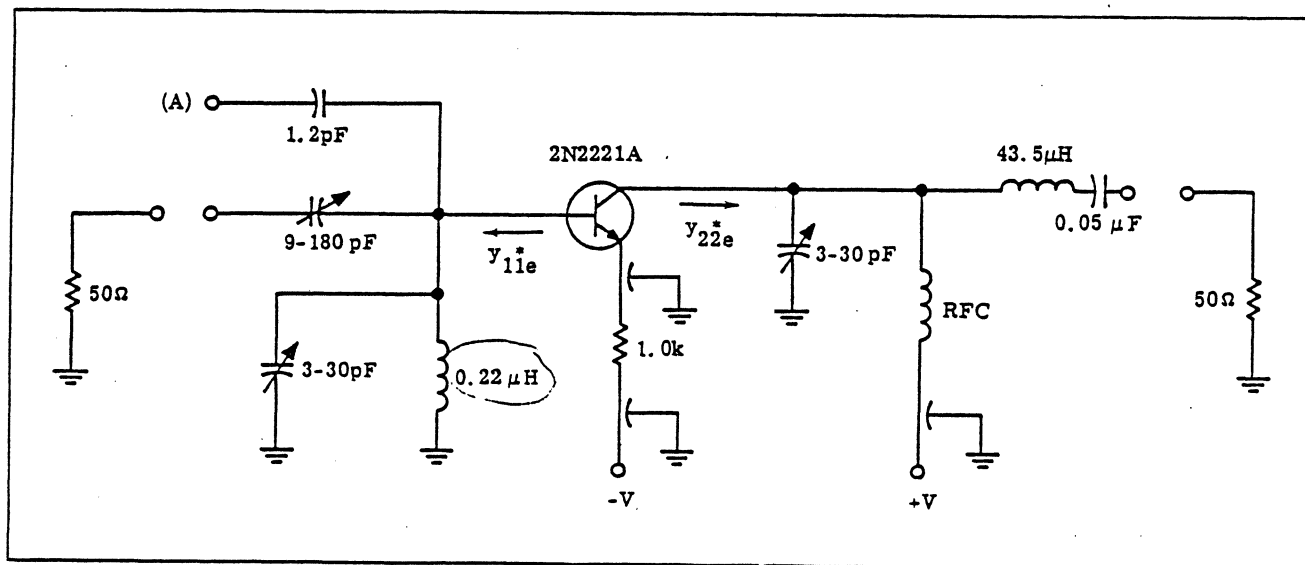 (A)
1.2pF
2N2221A
43.5μH
0.05 μF
9-180 pF
y*11e
y*22e
3-30 pF
50Ω
50Ω
RFC
1.0k
3-30pF
0.22 μH
-V
+V